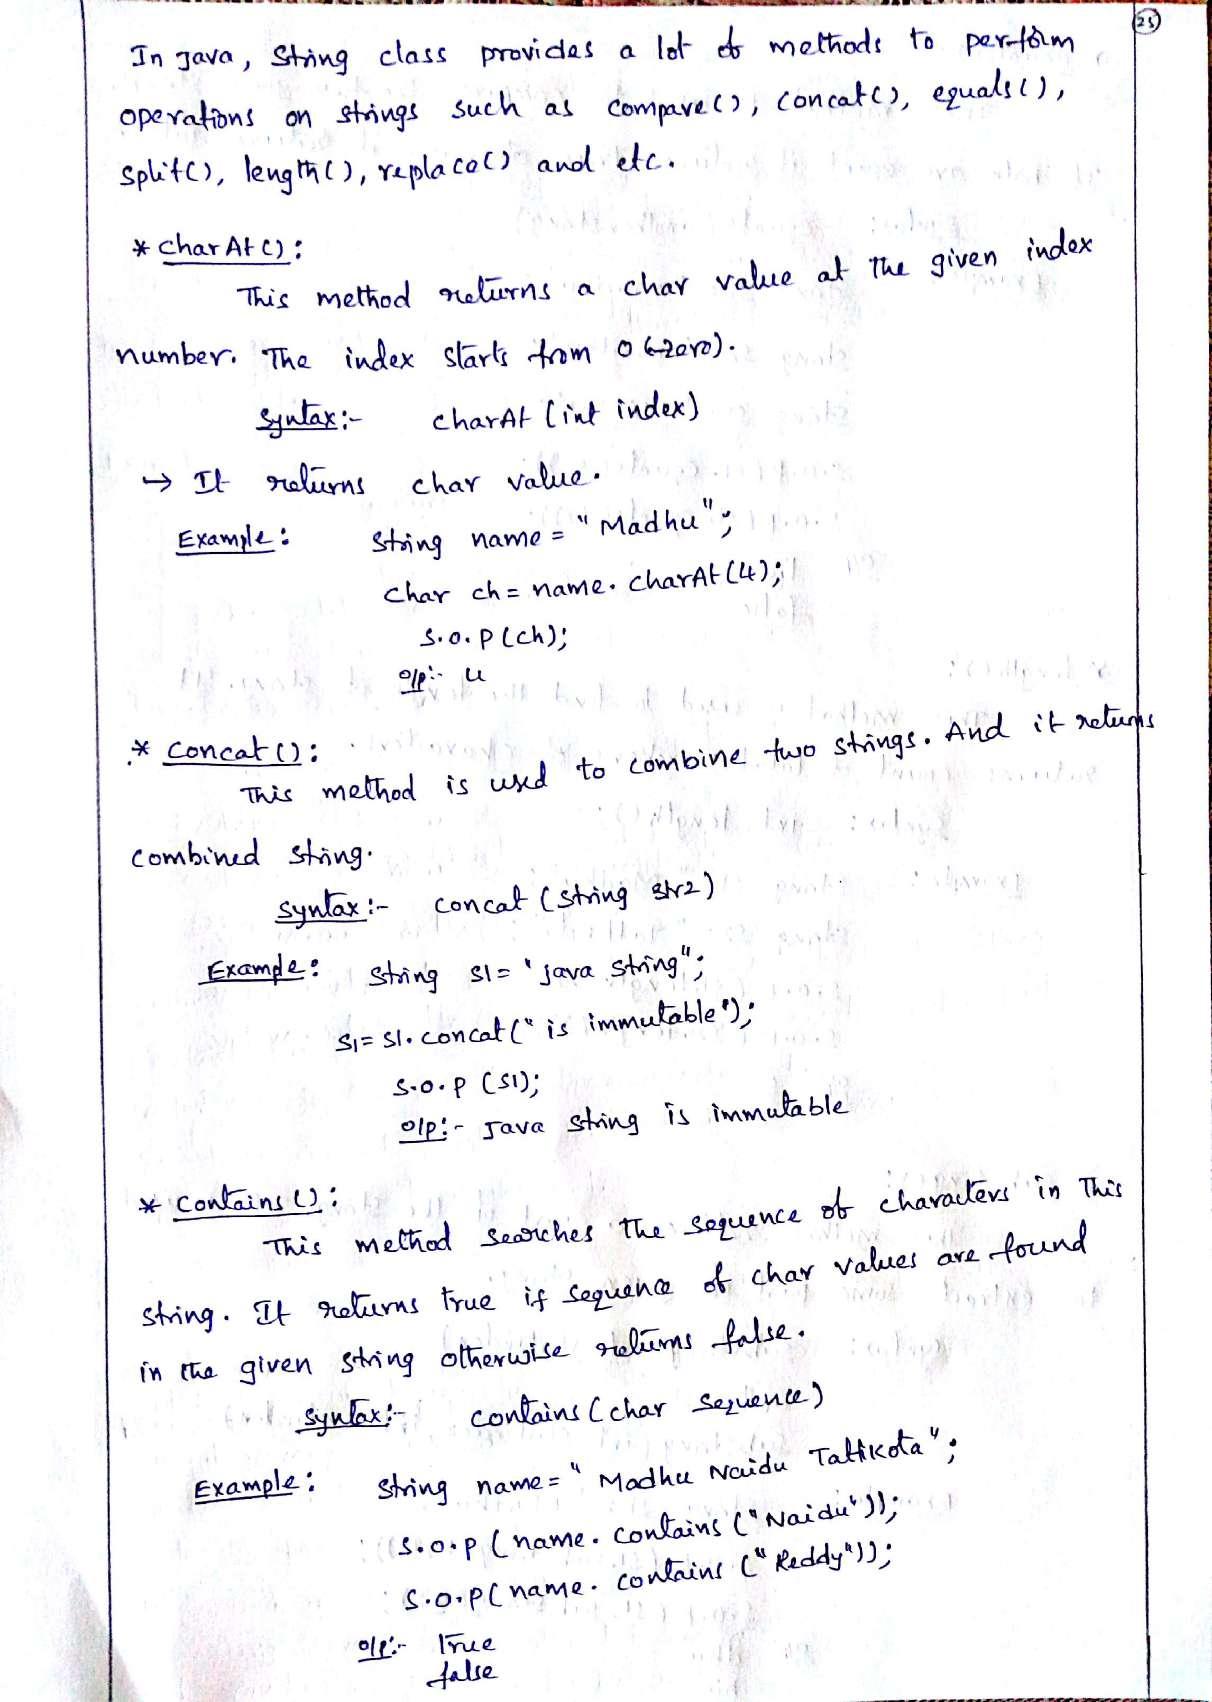 25
In Java, String class provides a lot of methods to perform
operations on strings such as compare(), concat(), equals(),
split(), length(), replace() and etc.
* charAt():
This method returns a char value at the given index
number. The index starts from 0 (zero).
Syntax:- charAt (int index)
→ It returns char value.
Example: String name = "Madhu";
char ch = name. charAt(4);
S.o.p (ch);
o/p:- u
* concat():
This method is used to combine two strings. And it returns
combined string.
syntax:- concat (string str2)
Example: String s1 = "java string";
s1 = s1. concat (" is immutable");
s.o.p (s1);
o/p:- Java string is immutable
* contains():
This method searches the sequence of characters in this
string. It returns true if sequence of char values are found
in the given string otherwise returns false.
syntax:- contains (char sequence)
Example: String name = " Madhu Naidu Tattikota";
S.o.p (name. contains ("Naidu"));
S.o.p (name. contains (" Reddy"));
o/p:- True
false